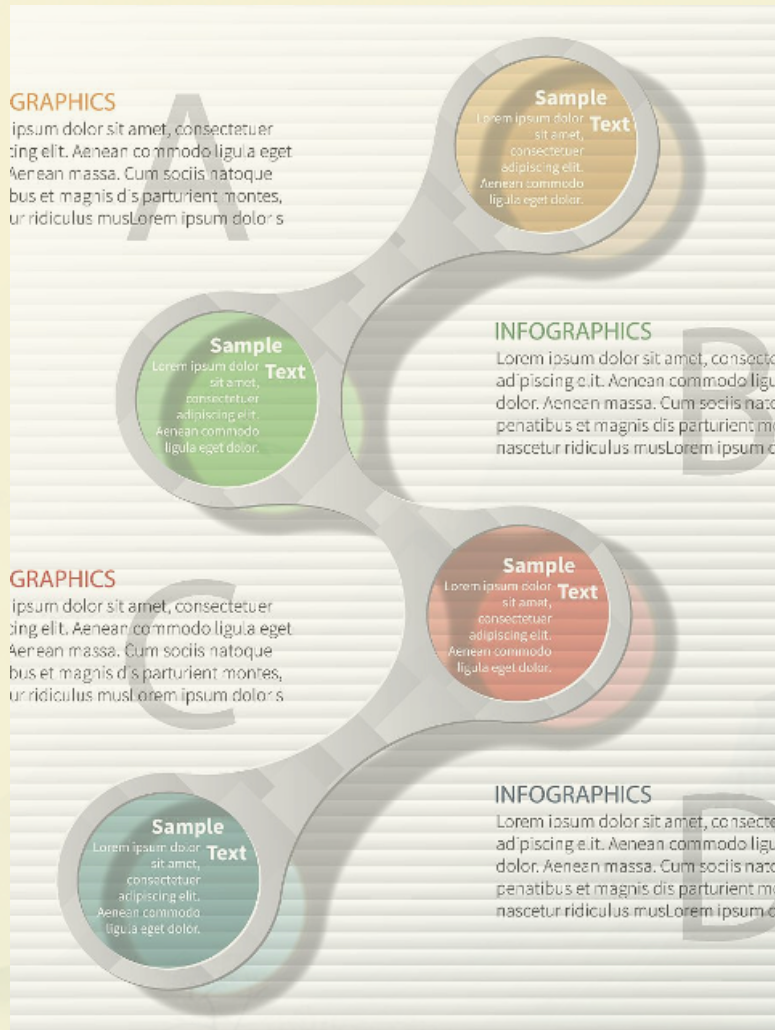 GRAPHICS
ipsum dolor sit amet, consectetuer
cing elit. Aenean commodo ligula eget
Aenean massa. Cum sociis natoque
bus et magnis dis parturient montes,
ur ridiculus musLorem ipsum dolor s
A
Sample
Text
Lorem ipsum dolor
sit amet,
consectetuer
adipiscing elit.
Aenean commodo
ligula eget dolor.
Sample
Text
Lorem ipsum dolor
sit amet,
consectetuer
adipiscing elit.
Aenean commodo
ligula eget dolor.
INFOGRAPHICS
Lorem ipsum dolor sit amet, consecte
adipiscing elit. Aenean commodo ligu
dolor. Aenean massa. Cum sociis nato
penatibus et magnis dis parturient mo
nascetur ridiculus musLorem ipsum d
B
GRAPHICS
ipsum dolor sit amet, consectetuer
cing elit. Aenean commodo ligula eget
Aenean massa. Cum sociis natoque
bus et magnis dis parturient montes,
ur ridiculus musLorem ipsum dolor s
C
Sample
Text
Lorem ipsum dolor
sit amet,
consectetuer
adipiscing elit.
Aenean commodo
ligula eget dolor.
Sample
Text
Lorem ipsum dolor
sit amet,
consectetuer
adipiscing elit.
Aenean commodo
ligula eget dolor.
INFOGRAPHICS
Lorem ipsum dolor sit amet, consecte
adipiscing elit. Aenean commodo ligu
dolor. Aenean massa. Cum sociis nato
penatibus et magnis dis parturient mo
nascetur ridiculus musLorem ipsum d
D